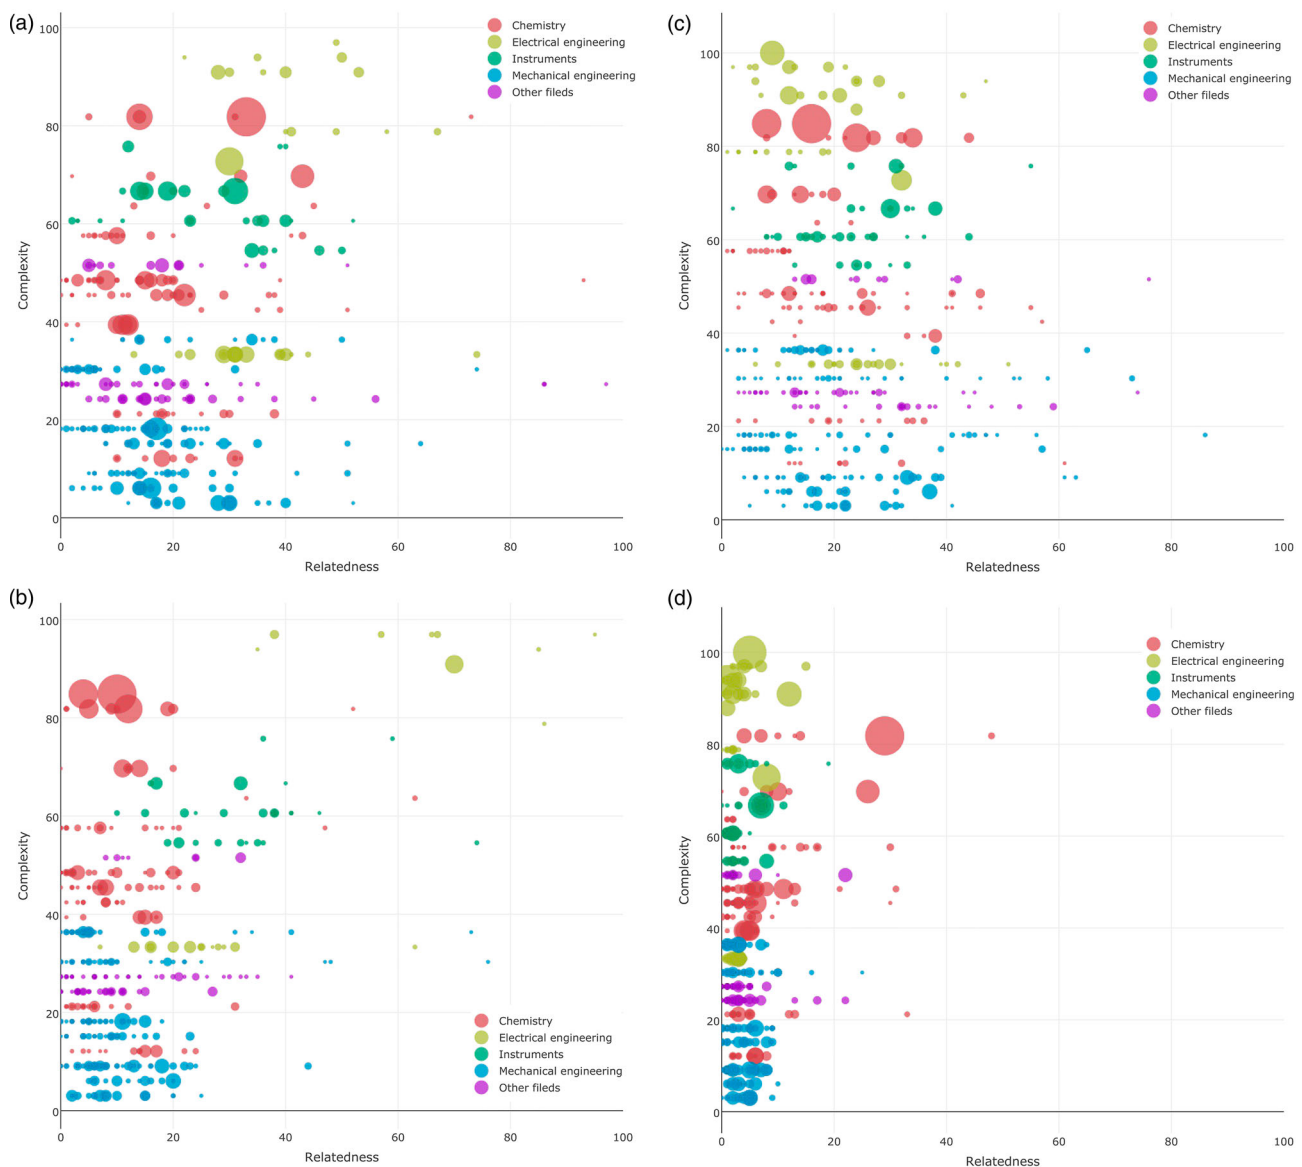 (a)
Chemistry
Electrical engineering
Instruments
Mechanical engineering
Other fileds
100
80
60
40
20
0
Complexity
0 20 40 60 80 100
Relatedness
(c)
Chemistry
Electrical engineering
Instruments
Mechanical engineering
Other fileds
100
80
60
40
20
0
Complexity
0 20 40 60 80 100
Relatedness
(b)
100
80
60
40
20
0
Complexity
Chemistry
Electrical engineering
Instruments
Mechanical engineering
Other fileds
0 20 40 60 80 100
Relatedness
(d)
Chemistry
Electrical engineering
Instruments
Mechanical engineering
Other fileds
100
80
60
40
20
0
Complexity
0 20 40 60 80 100
Relatedness